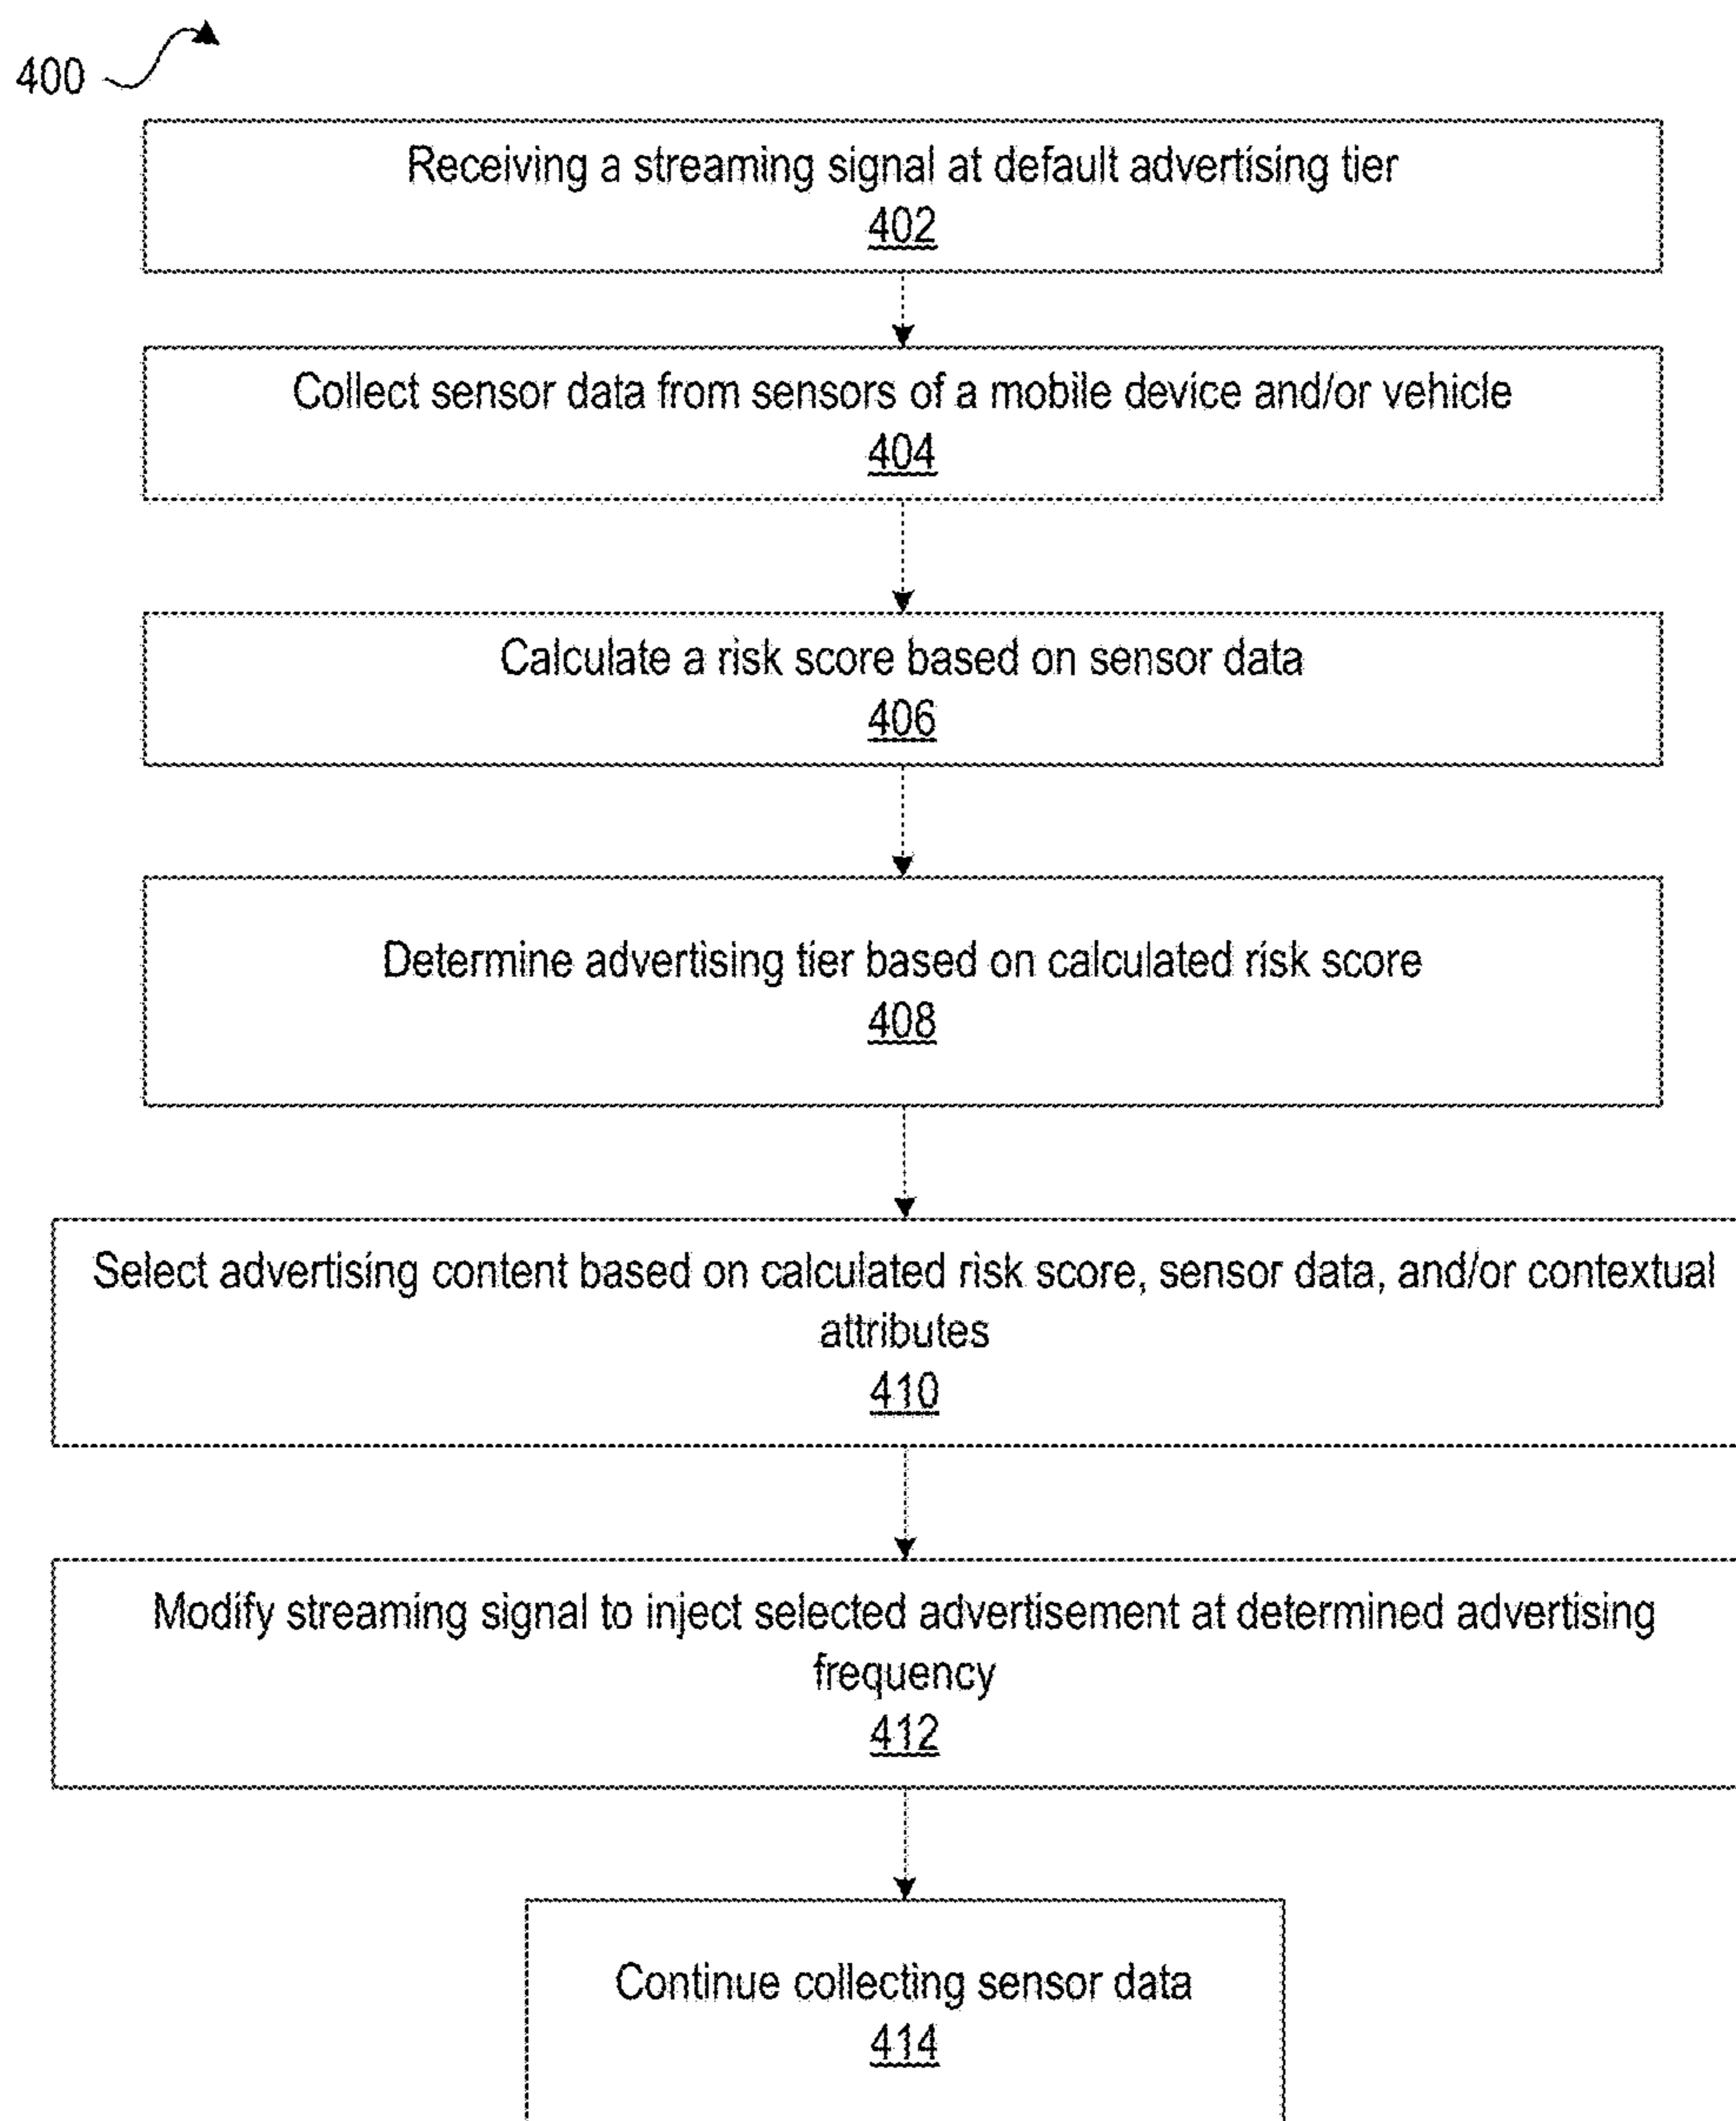 400
Receiving a streaming signal at default advertising tier
402
Collect sensor data from sensors of a mobile device and/or vehicle
404
Calculate a risk score based on sensor data
406
Determine advertising tier based on calculated risk score
408
Select advertising content based on calculated risk score, sensor data, and/or contextual
attributes
410
Modify streaming signal to inject selected advertisement at determined advertising
frequency
412
Continue collecting sensor data
414